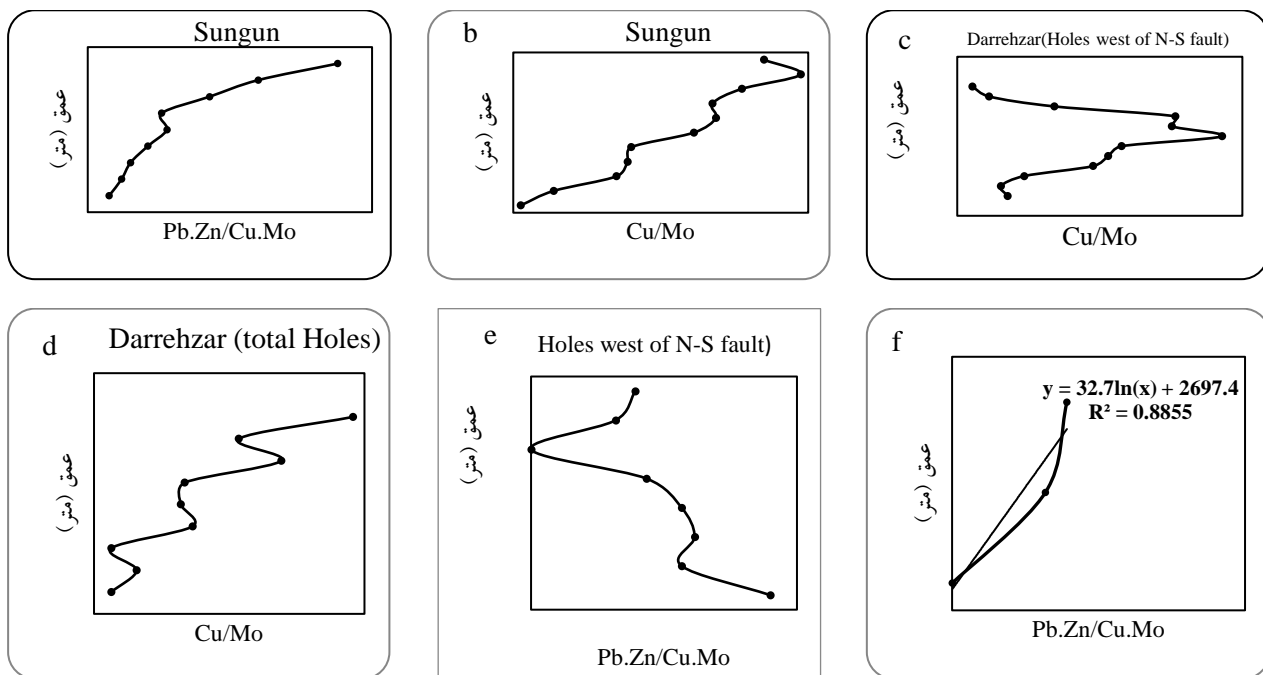 Sungun
عمق (متر)
Pb.Zn/Cu.Mo
b
Sungun
عمق (متر)
Cu/Mo
c
Darrehzar(Holes west of N-S fault)
عمق (متر)
Cu/Mo
d
Darrehzar (total Holes)
عمق (متر)
Cu/Mo
e
Holes west of N-S fault)
عمق (متر)
Pb.Zn/Cu.Mo
f
y = 32.7ln(x) + 2697.4
R² = 0.8855
عمق (متر)
Pb.Zn/Cu.Mo